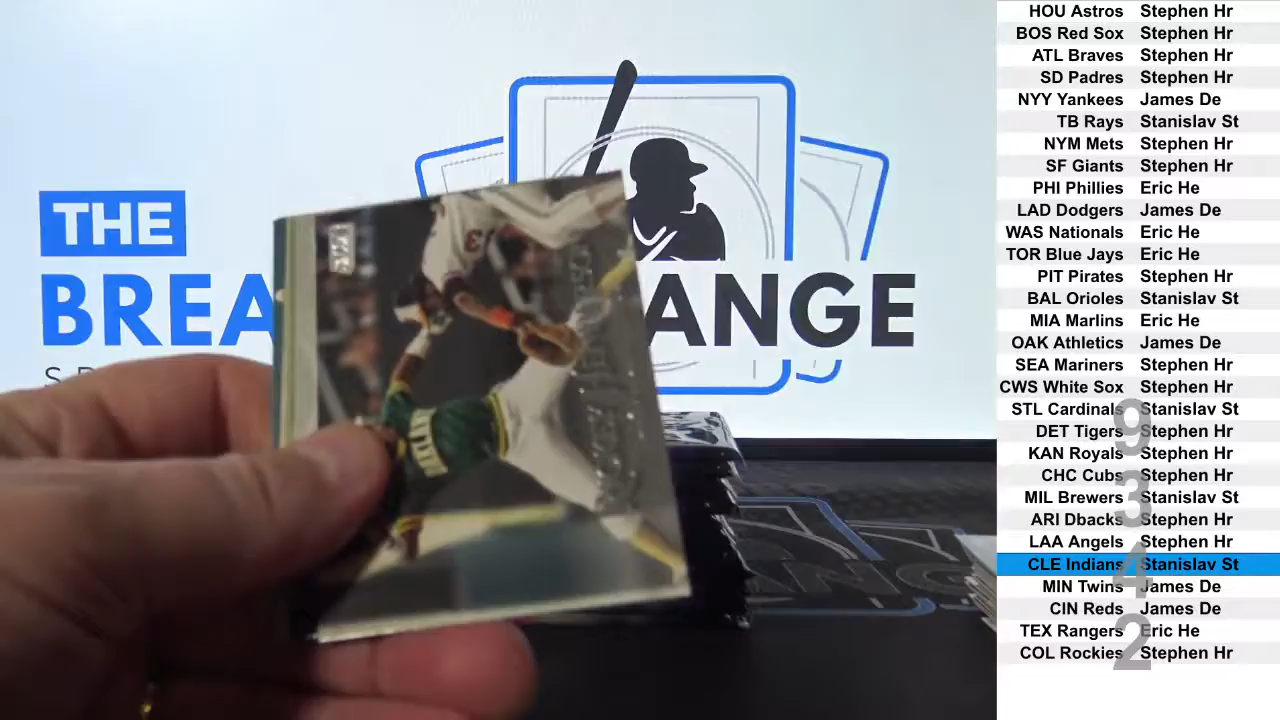 THE
BREA ANGE
HOU Astros Stephen Hr
BOS Red Sox Stephen Hr
ATL Braves Stephen Hr
SD Padres Stephen Hr
NYY Yankees James De
TB Rays Stanislav St
NYM Mets Stephen Hr
SF Giants Stephen Hr
PHI Phillies Eric He
LAD Dodgers James De
WAS Nationals Eric He
TOR Blue Jays Eric He
PIT Pirates Stephen Hr
BAL Orioles Stanislav St
MIA Marlins Eric He
OAK Athletics James De
SEA Mariners Stephen Hr
CWS White Sox Stephen Hr
STL Cardinals Stanislav St
DET Tigers Stephen Hr
KAN Royals Stephen Hr
CHC Cubs Stephen Hr
MIL Brewers Stanislav St
ARI Dbacks Stephen Hr
LAA Angels Stephen Hr
CLE Indians Stanislav St
MIN Twins James De
CIN Reds James De
TEX Rangers Eric He
COL Rockies Stephen Hr
9
3
4
2